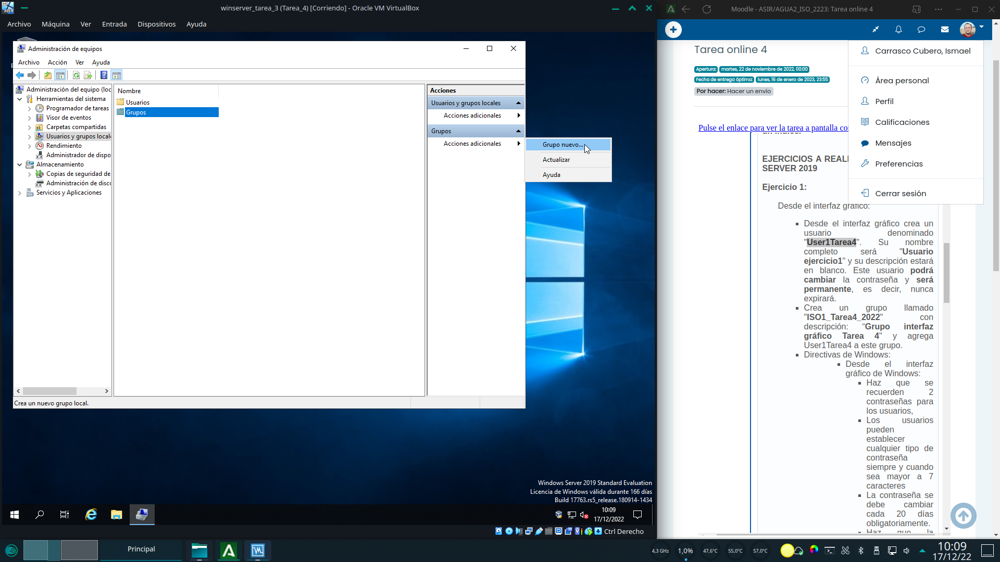 winserver_tarea_3 (Tarea_4) [Corriendo] - Oracle VM VirtualBox
Archivo Máquina Ver Entrada Dispositivos Ayuda
Administración de equipos
Archivo Acción Ver Ayuda
Administración del equipo (loc
Herramientas del sistema
Programador de tareas
Visor de eventos
Carpetas compartidas
Usuarios y grupos local
Rendimiento
Administrador de dispo
Almacenamiento
Copias de seguridad de
Administración de disc
Servicios y Aplicaciones
Nombre
Usuarios
Grupos
Acciones
Usuarios y grupos locales
Acciones adicionales
Grupos
Acciones adicionales
Grupo nuevo...
Actualizar
Ayuda
Crea un nuevo grupo local.
Windows Server 2019 Standard Evaluation
Licencia de Windows válida durante 166 días
Build 17763.rs5_release.180914-1434
10:09
17/12/2022
Ctrl Derecho
Moodle - ASIR/AGUA2_ISO_2223: Tarea online 4
Tarea online 4
Apertura: martes, 22 de noviembre de 2022, 00:00
Fecha de entrega óptima: lunes, 16 de enero de 2023, 23:55
Por hacer: Hacer un envío
Pulse el enlace para ver la tarea a pantalla co
Carrasco Cubero, Ismael
Área personal
Perfil
Calificaciones
Mensajes
Preferencias
Cerrar sesión
EJERCICIOS A REALI
SERVER 2019
Ejercicio 1:
Desde el interfaz gráfico:
Desde el interfaz gráfico crea un
usuario denominado
"User1Tarea4". Su nombre
completo será "Usuario
ejercicio1" y su descripción estará
en blanco. Este usuario podrá
cambiar la contraseña y será
permanente, es decir, nunca
expirará.
Crea un grupo llamado
"ISO1_Tarea4_2022" con
descripción: “Grupo interfaz
gráfico Tarea 4" y agrega
User1Tarea4 a este grupo.
Directivas de Windows:
Desde el interfaz
gráfico de Windows:
Haz que se
recuerden 2
contraseñas para
los usuarios,
Los usuarios
pueden
establecer
cualquier tipo de
contraseña
siempre y cuando
sea mayor a 7
caracteres
La contraseña se
debe cambiar
cada 20 días
obligatoriamente.
Haz que la
Principal
4,3 GHz
1,0%
47,6°C
55,0°C
57,0°C
10:09
17/12/22